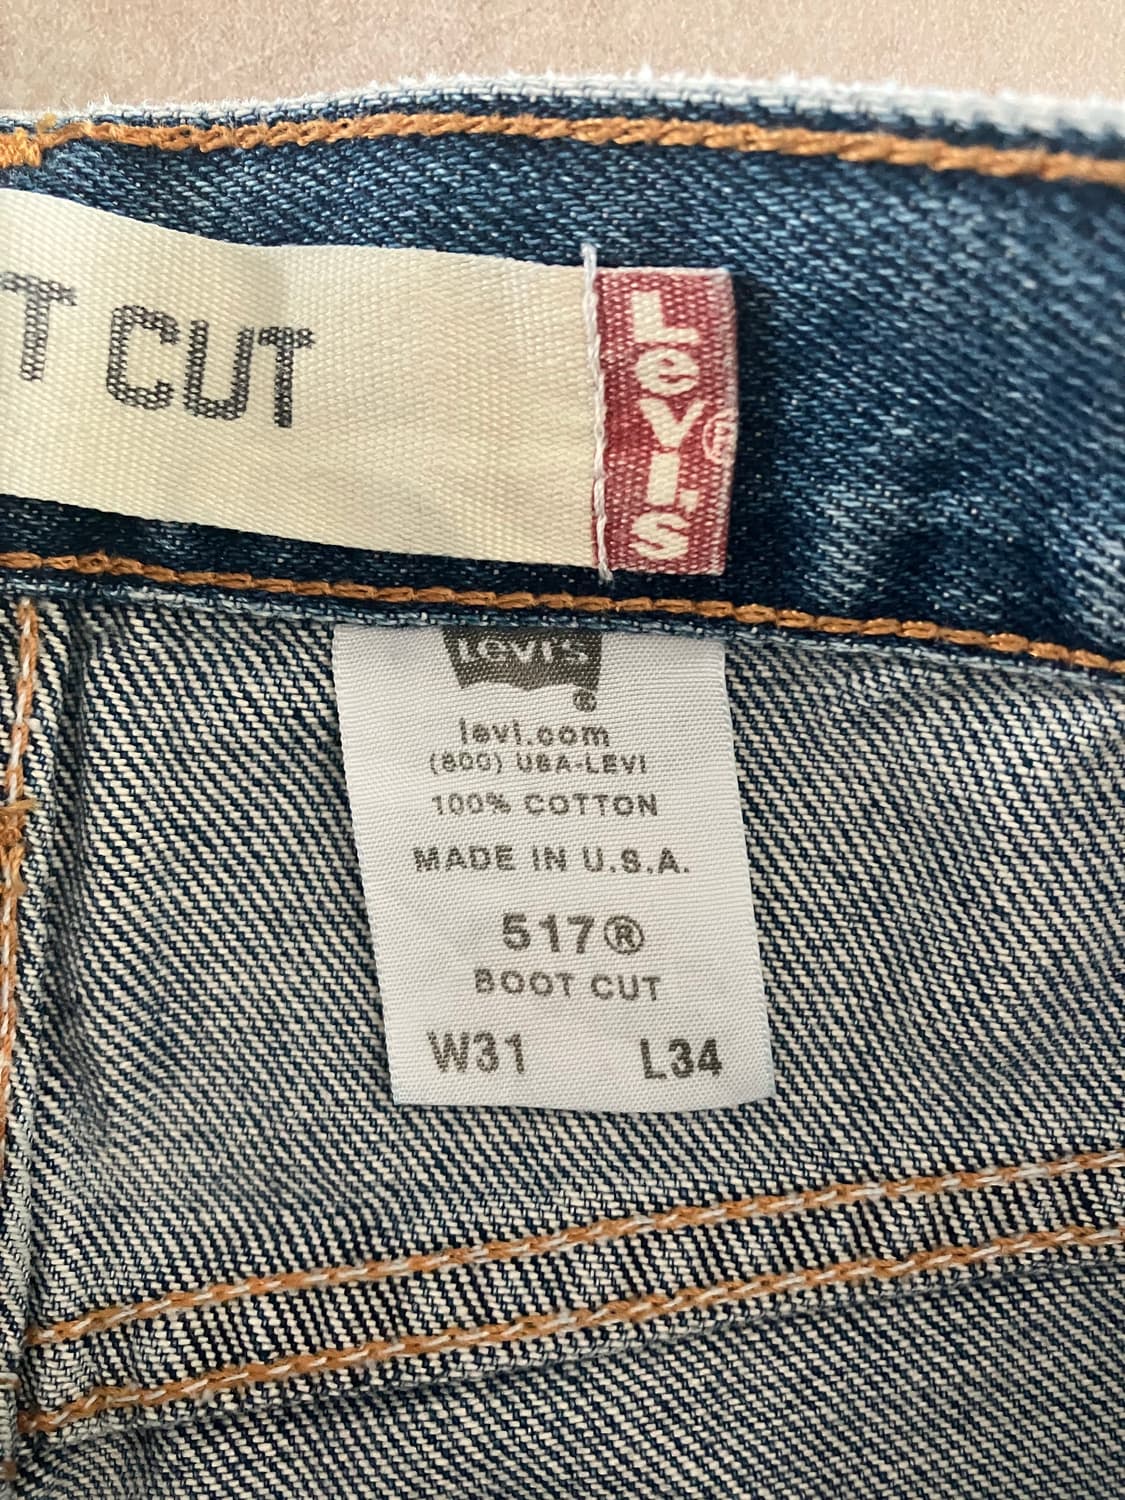 T CUT
LEVI'S®
Levi's
®
levi.com
(800) USA-LEVI
100% COTTON
MADE IN U.S.A.
517®
BOOT CUT
W31 L34